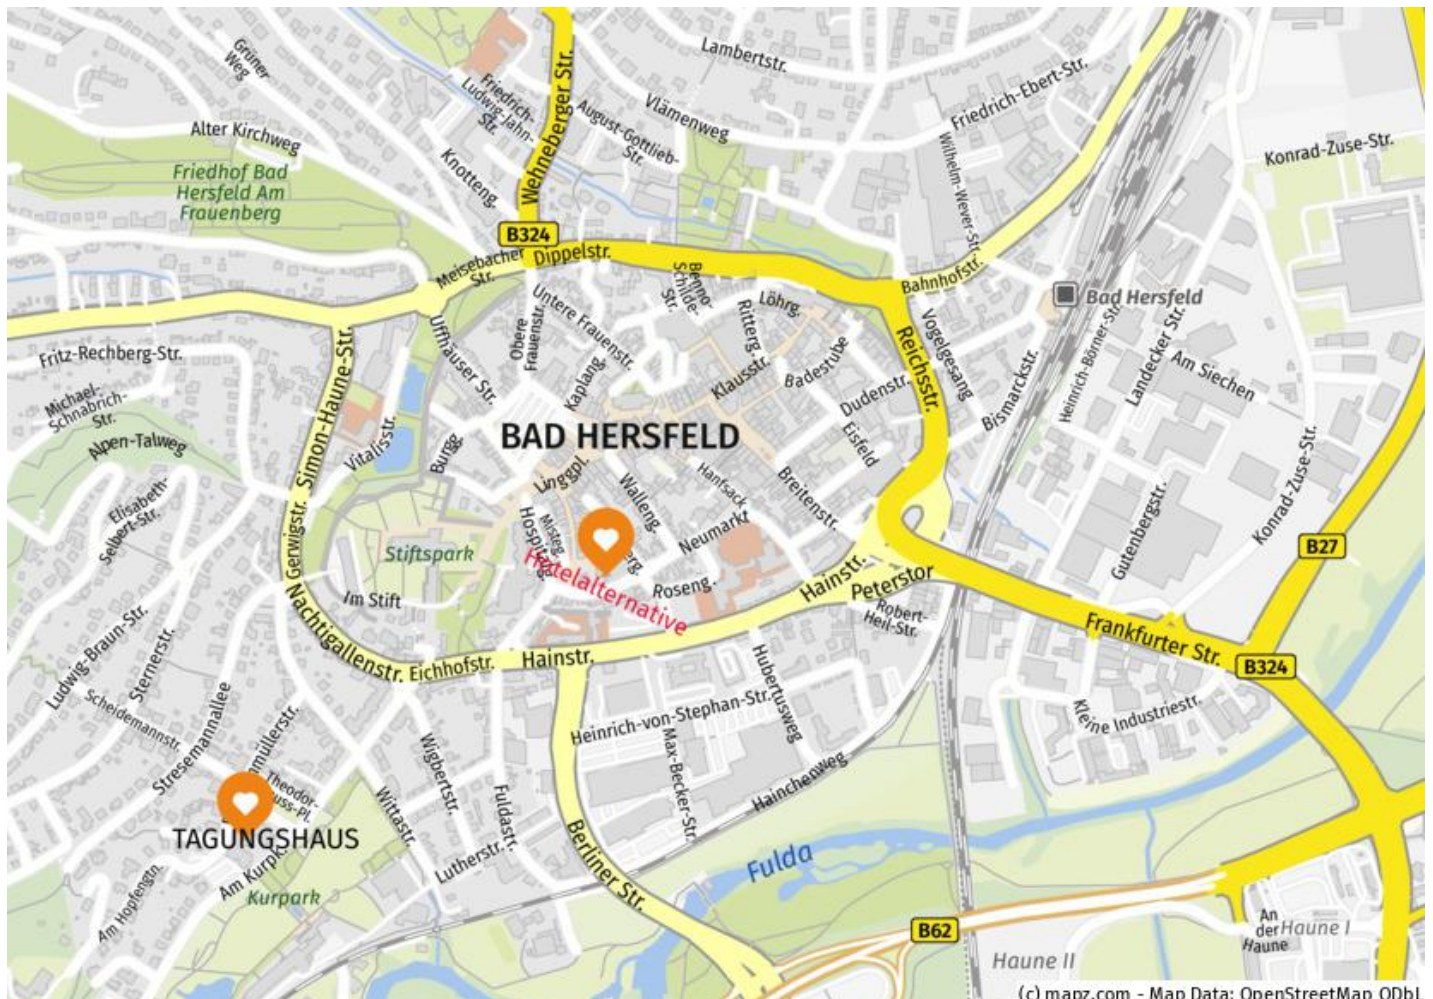 Lambertstr.
Grüner
Weg
Friedrich-
Ludwig-Jahn-
Str.
Wehneberger Str.
August-Gottlieb-
Str.
Vlämenweg
Friedrich-Ebert-Str.
Alter Kirchweg
Knotteng.
Wilhelm-Wever-Str.
Konrad-Zuse-Str.
Friedhof Bad
Hersfeld Am
Frauenberg
B324
Meisebacher
Str.
Dippelstr.
Benno-
Schilde-
Str.
Bahnhofstr.
Bad Hersfeld
Untere Frauenstr.
Obere
Frauenstr.
Löhrg.
Ritterg.
Uffhäuser Str.
Reichsstr.
Vogelgesang
Heinrich-Börner-Str.
Landecker Str.
Fritz-Rechberg-Str.
Simon-Haune-Str.
Kaplang.
Klausstr.
Badestube
Dudenstr.
Bismarckstr.
Am Siechen
Michael-
Schnabrich-
Str.
Alpen-Talweg
Vitalisstr.
Burgg.
BAD HERSFELD
Eisfeld
Linggpl.
Walleng.
Hanfsack
Breitenstr.
Konrad-Zuse-Str.
Elisabeth-
Selbert-Str.
Gerwigstr.
Hospitalg.
Neumarkt
Gutenbergstr.
B27
Stiftspark
Hotelalternative
Roseng.
Hainstr.
Peterstor
Im Stift
Robert-
Heil-Str.
Nachtigallenstr.
Eichhofstr.
Hainstr.
Frankfurter Str.
B324
Ludwig-Braun-Str.
Sternerstr.
Scheidemannstr.
Stresemannallee
Hubertusweg
Heinrich-von-Stephan-Str.
Max-Becker-Str.
Kleine Industriestr.
Wigbertstr.
Hainchenweg
Theodor-
TAGUNGSHAUS
Wittastr.
Fuldastr.
Berliner Str.
Lutherstr.
Fulda
Am Hopfengtn.
Kurpark
B62
An
der
Haune
Haune I
Haune II
(c) mapz.com - Map Data: OpenStreetMap ODbL